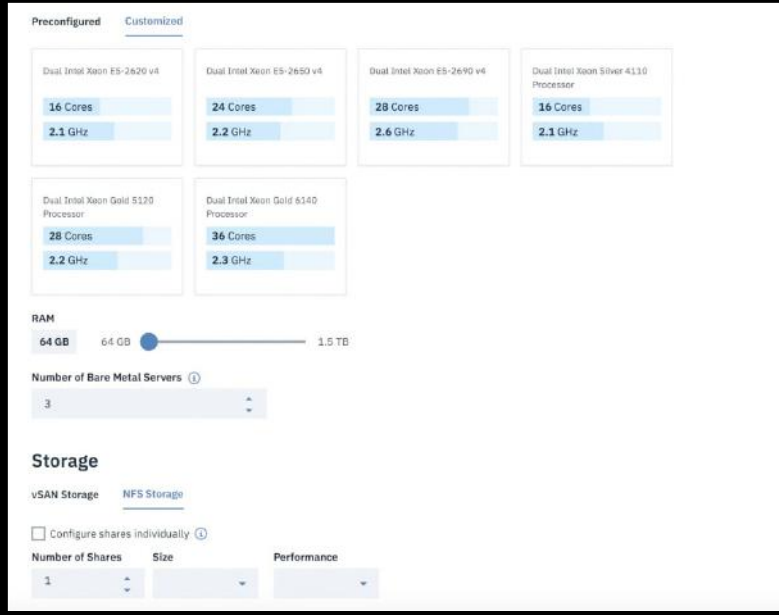 Preconfigured Customized
Dual Intel Xeon E5-2620 v4
16 Cores
2.1 GHz
Dual Intel Xeon E5-2650 v4
24 Cores
2.2 GHz
Dual Intel Xeon E5-2690 v4
28 Cores
2.6 GHz
Dual Intel Xeon Silver 4110
Processor
16 Cores
2.1 GHz
Dual Intel Xeon Gold 5120
Processor
28 Cores
2.2 GHz
Dual Intel Xeon Gold 6140
Processor
36 Cores
2.3 GHz
RAM
64 GB 64 GB 1.5 TB
Number of Bare Metal Servers
3
Storage
vSAN Storage NFS Storage
Configure shares individually
Number of Shares Size Performance
1